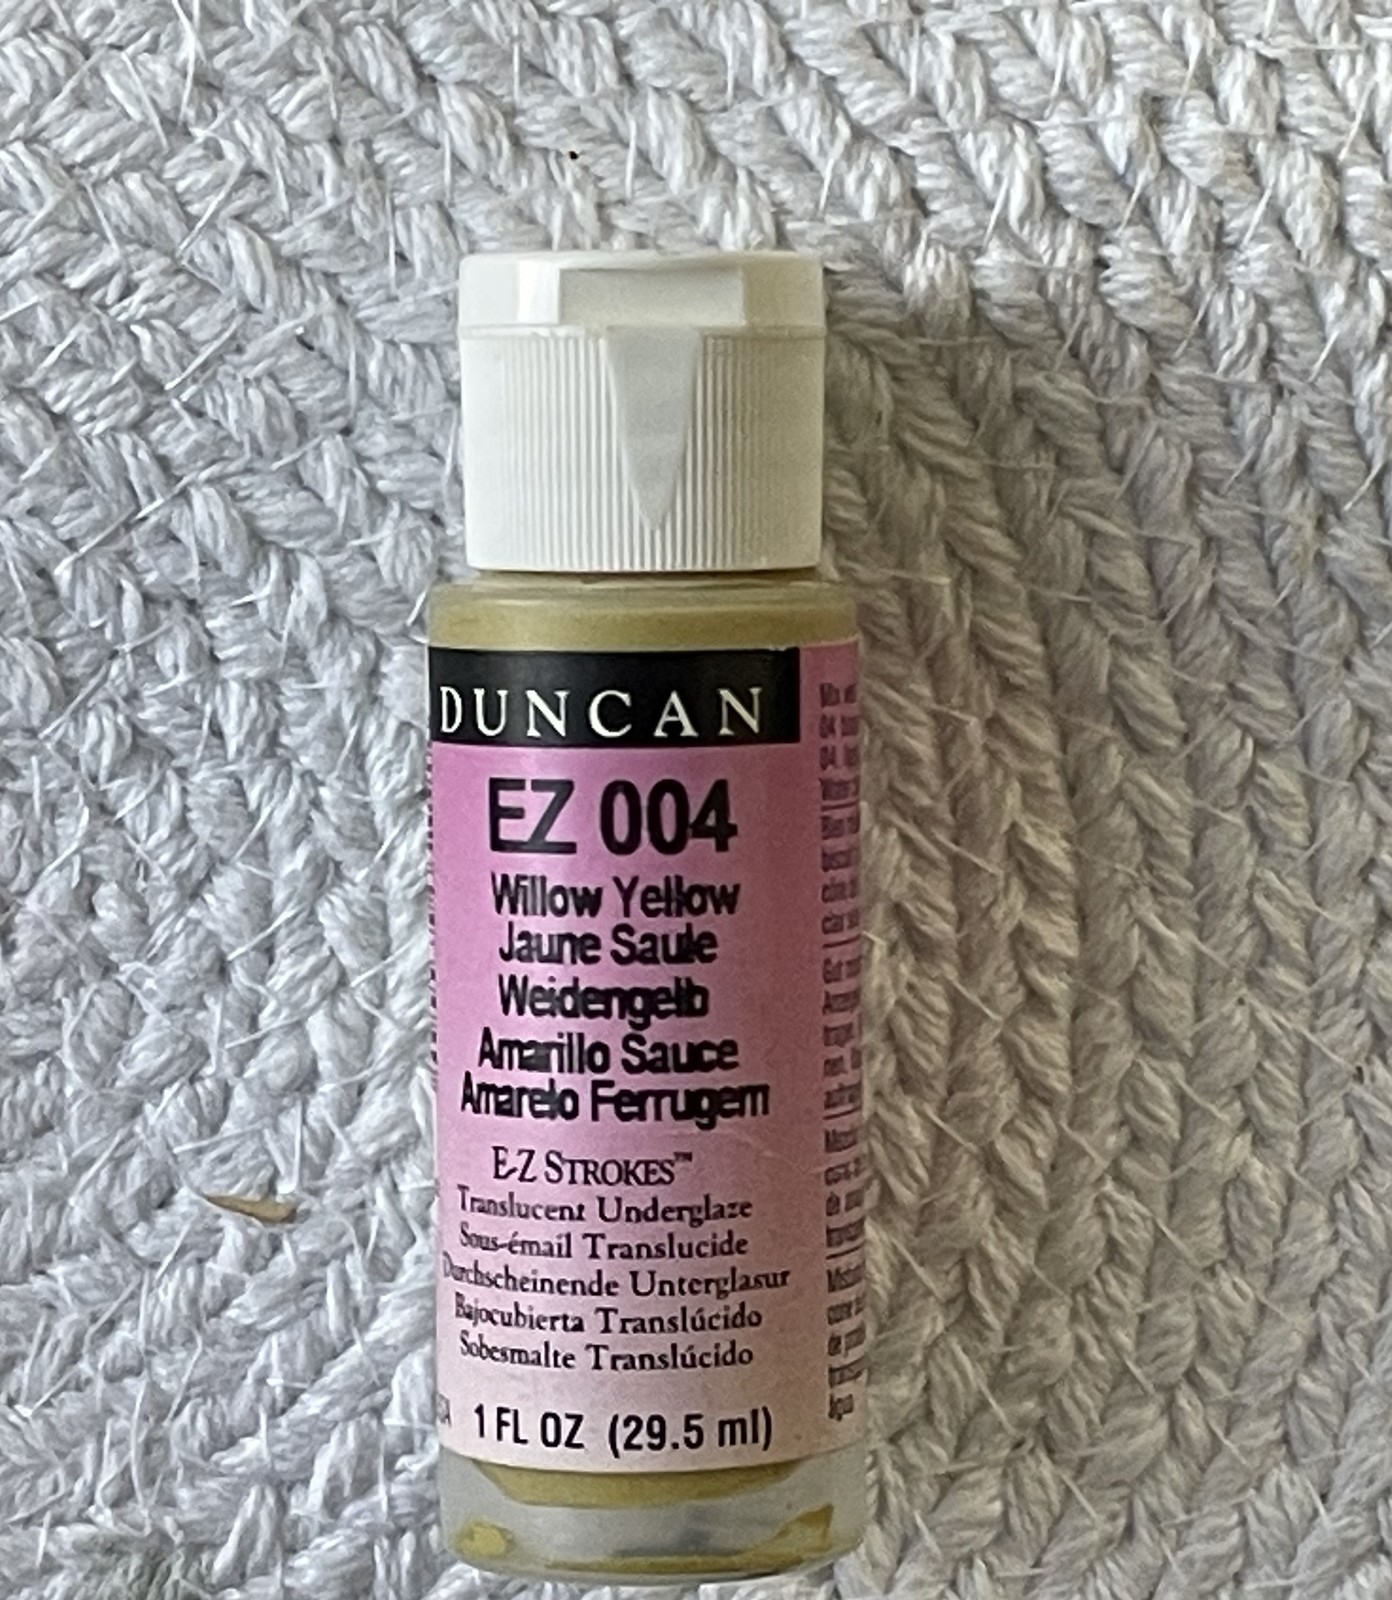 DUNCAN
EZ 004
Willow Yellow
Jaune Saule
Weidengelb
Amarillo Sauce
Amarelo Ferrugem
E-Z STROKES™
Translucent Underglaze
Sous-émail Translucide
Durchscheinende Unterglasur
Bajocubierta Translúcido
Sobesmalte Translúcido
1 FL OZ (29.5 ml)